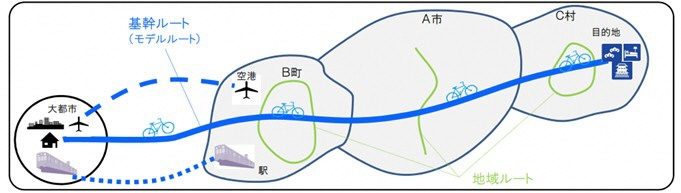 基幹ルート
(モデルルート)
A市
C村
目的地
空港
B町
大都市
駅
地域ルート